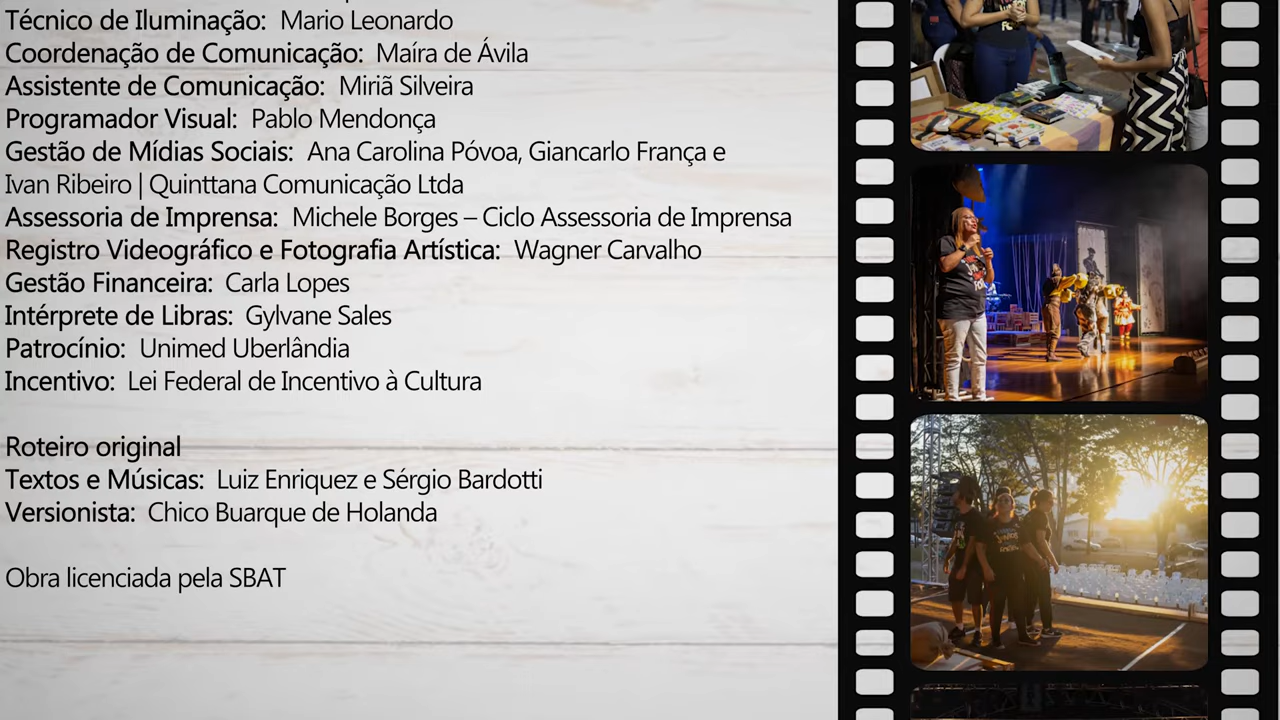 Técnico de Iluminação: Mario Leonardo
Coordenação de Comunicação: Maíra de Ávila
Assistente de Comunicação: Miriã Silveira
Programador Visual: Pablo Mendonça
Gestão de Mídias Sociais: Ana Carolina Póvoa, Giancarlo França e
Ivan Ribeiro | Quinttana Comunicação Ltda
Assessoria de Imprensa: Michele Borges – Ciclo Assessoria de Imprensa
Registro Videográfico e Fotografia Artística: Wagner Carvalho
Gestão Financeira: Carla Lopes
Intérprete de Libras: Gylvane Sales
Patrocínio: Unimed Uberlândia
Incentivo: Lei Federal de Incentivo à Cultura
Roteiro original
Textos e Músicas: Luiz Enriquez e Sérgio Bardotti
Versionista: Chico Buarque de Holanda
Obra licenciada pela SBAT